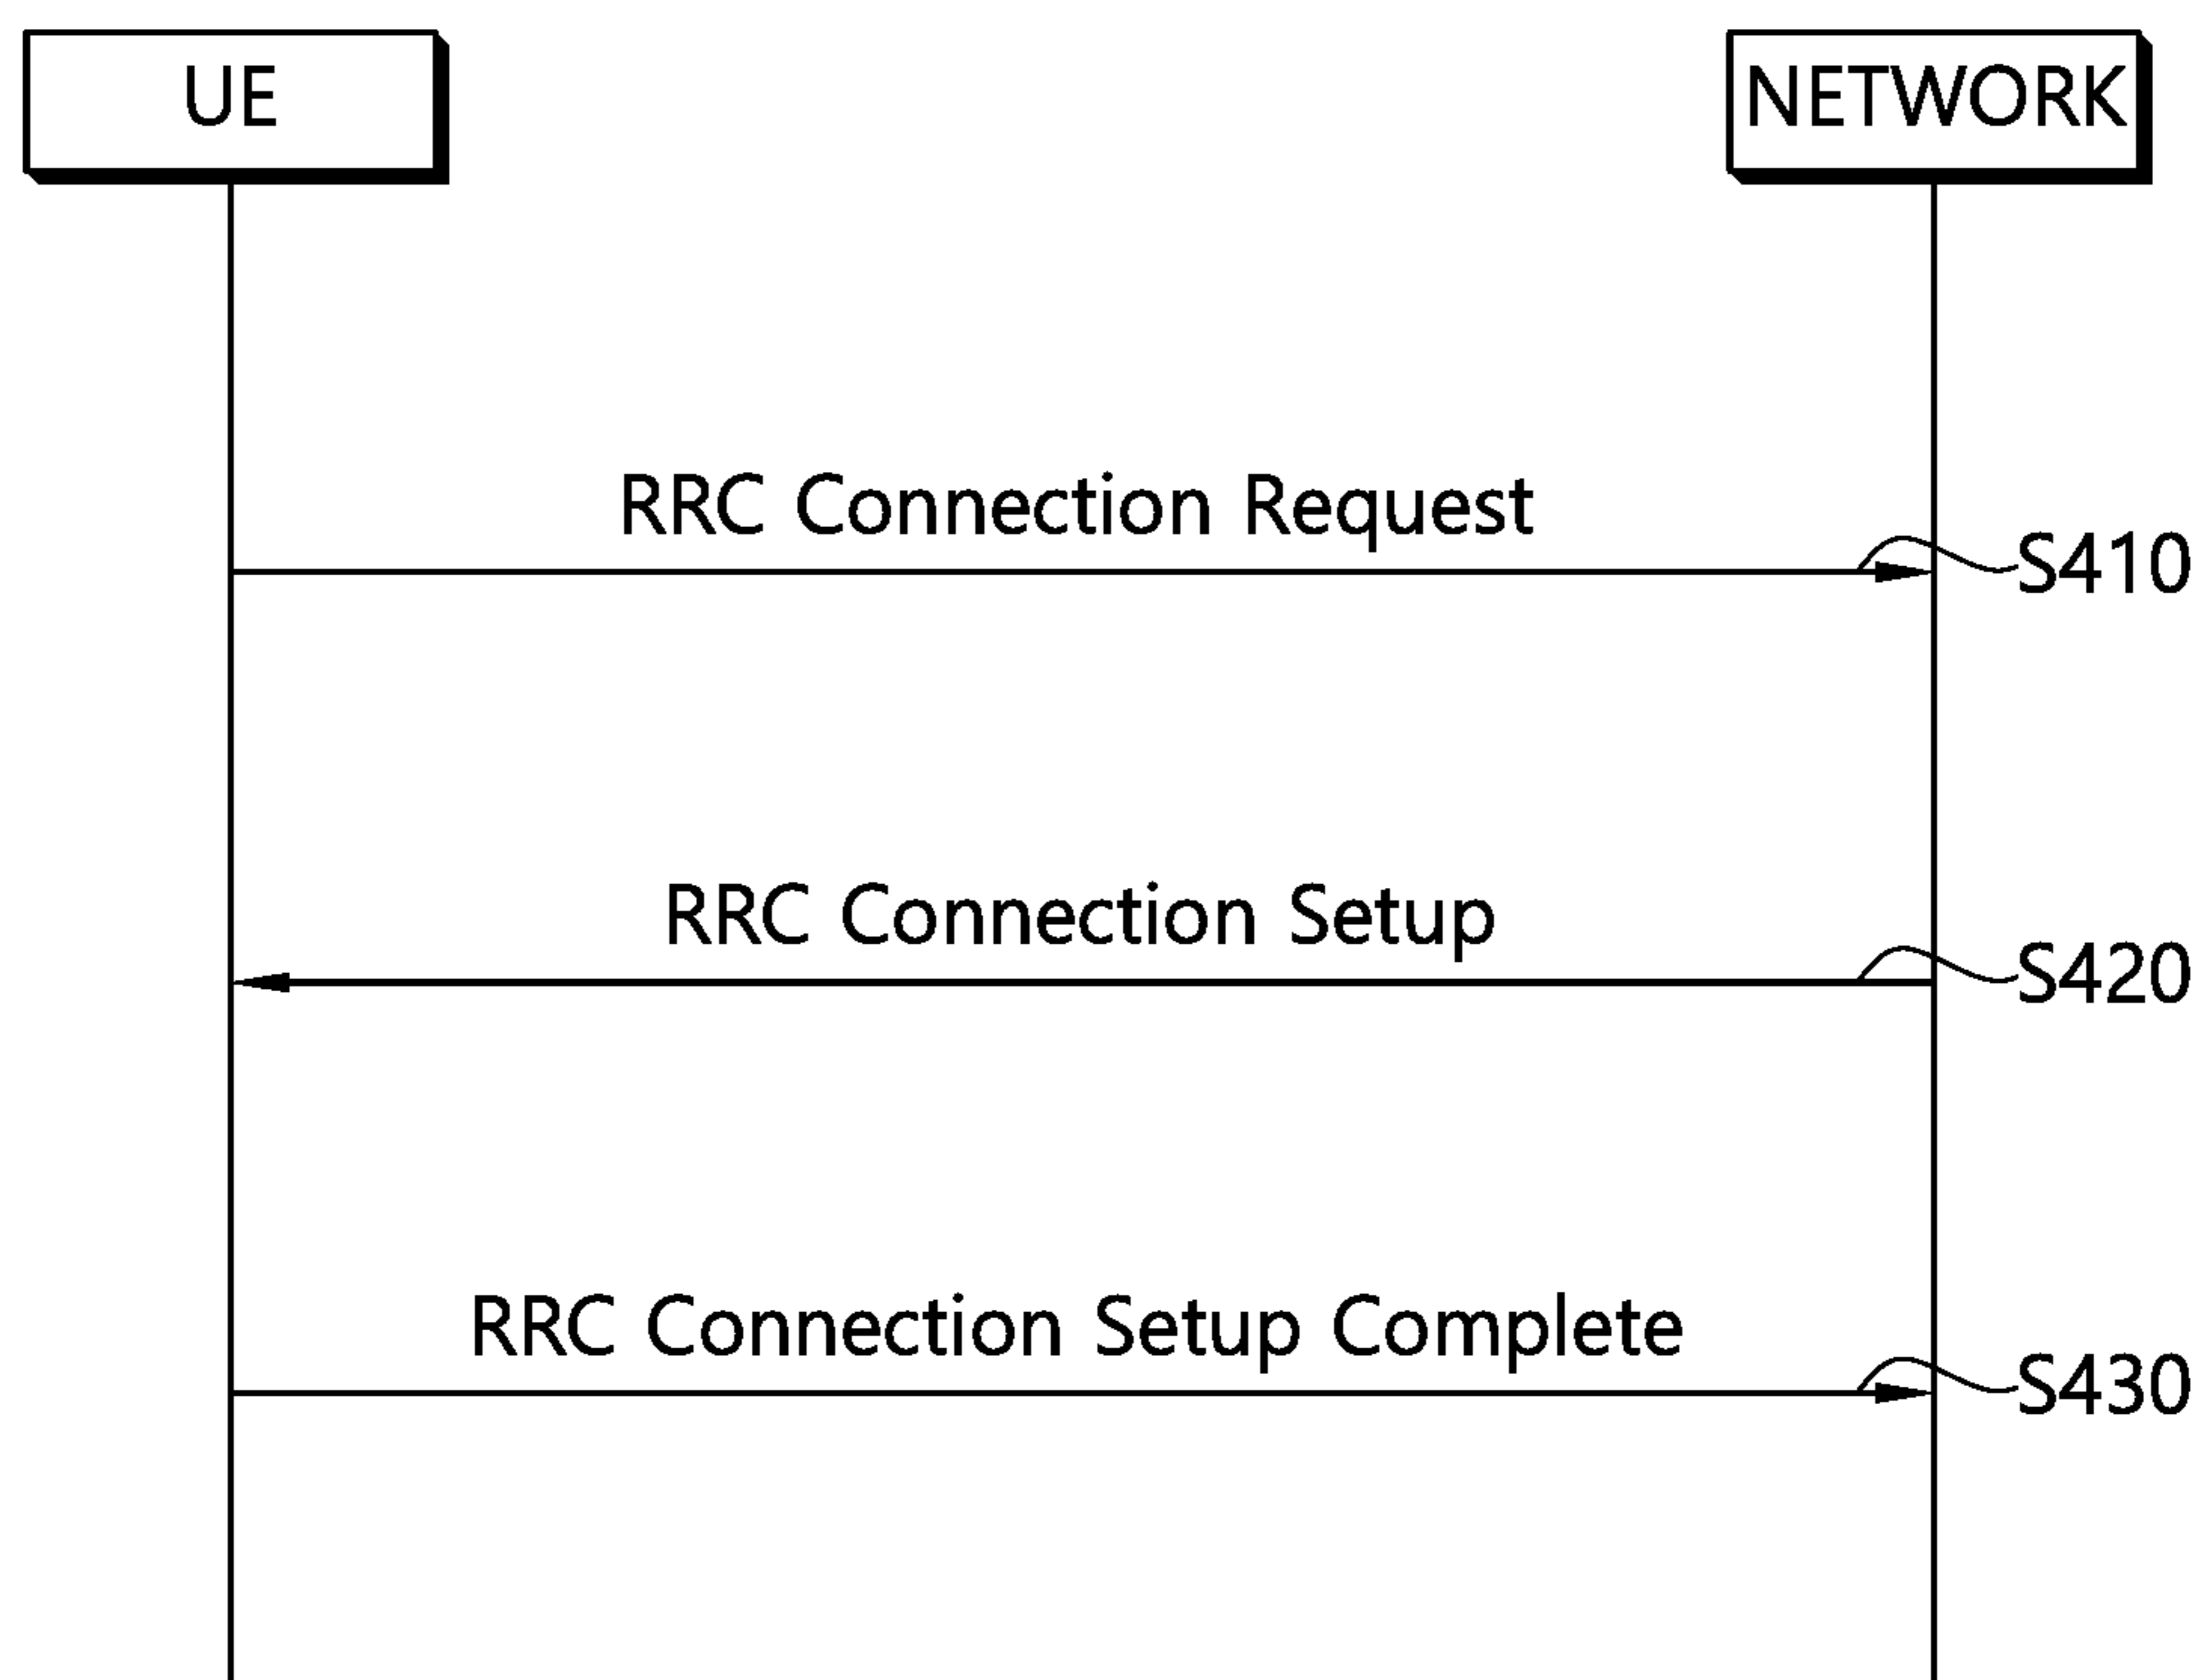 UE
NETWORK
RRC Connection Request
S410
RRC Connection Setup
S420
RRC Connection Setup Complete
S430